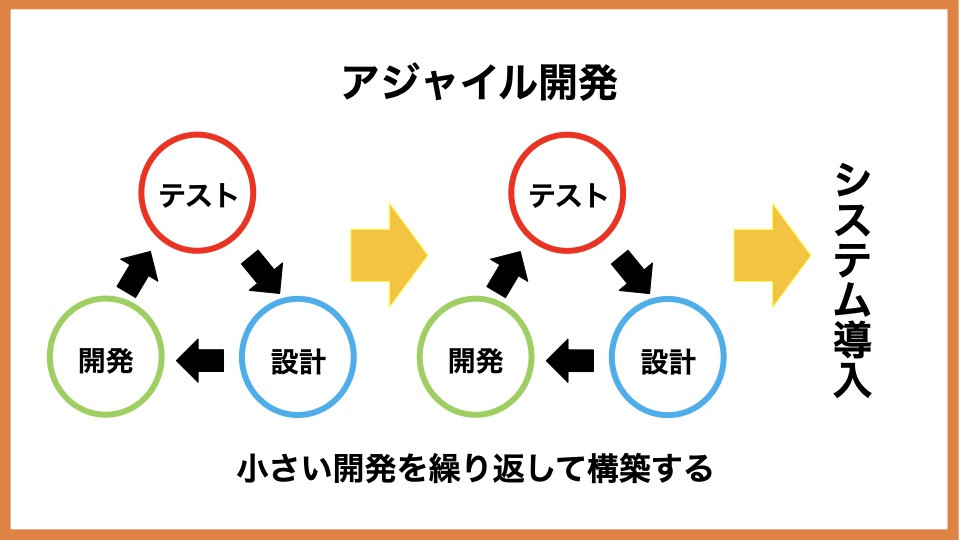 アジャイル開発
テスト
開発
設計
テスト
開発
設計
システム導入
小さい開発を繰り返して構築する